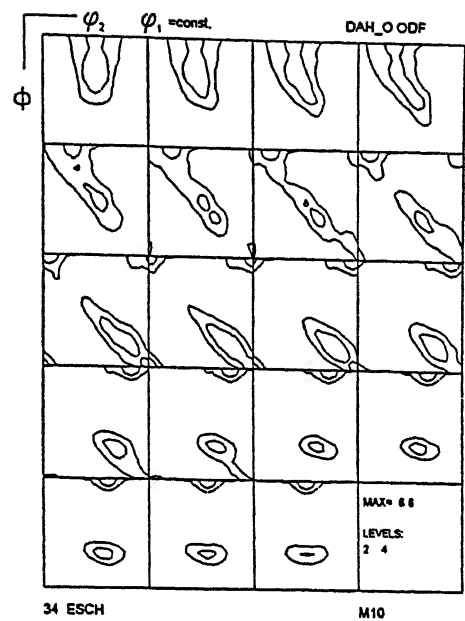 φ₂ φ₁ =const. DAH_O ODF
Φ
MAX= 6 6
LEVELS:
2 4
34 ESCH M10